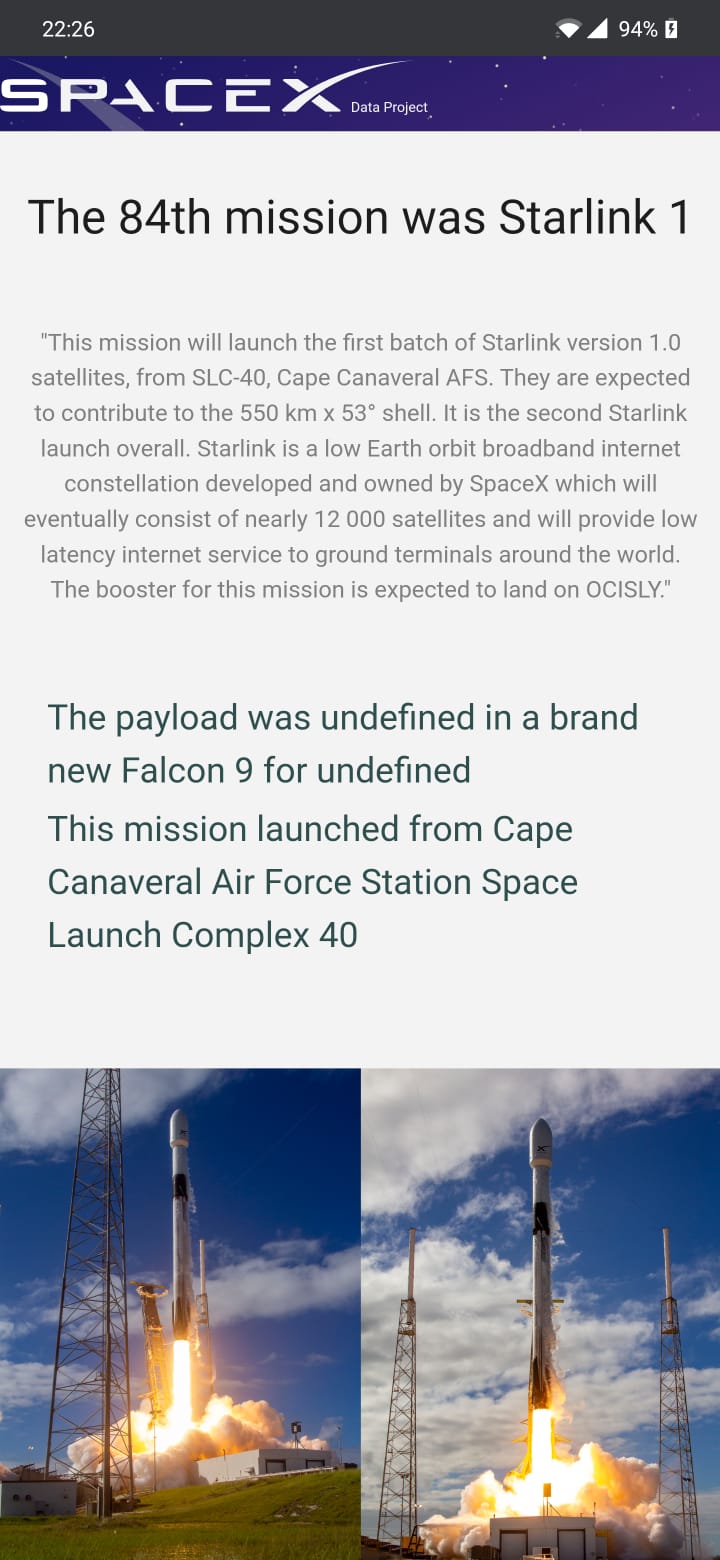 22:26
94%
SPACEX Data Project
The 84th mission was Starlink 1
"This mission will launch the first batch of Starlink version 1.0
satellites, from SLC-40, Cape Canaveral AFS. They are expected
to contribute to the 550 km x 53° shell. It is the second Starlink
launch overall. Starlink is a low Earth orbit broadband internet
constellation developed and owned by SpaceX which will
eventually consist of nearly 12 000 satellites and will provide low
latency internet service to ground terminals around the world.
The booster for this mission is expected to land on OCISLY."
The payload was undefined in a brand
new Falcon 9 for undefined
This mission launched from Cape
Canaveral Air Force Station Space
Launch Complex 40